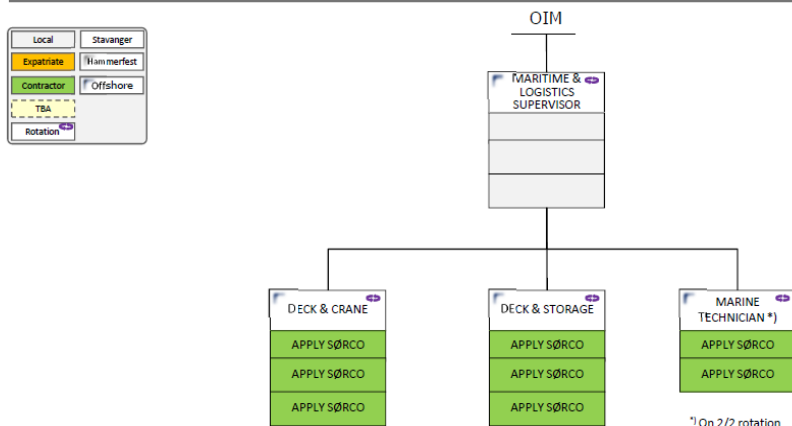 OIM
Local
Stavanger
Expatriate
Hammerfest
Contractor
Offshore
TBA
Rotation
MARITIME &
LOGISTICS
SUPERVISOR
DECK & CRANE
APPLY SØRCO
APPLY SØRCO
APPLY SØRCO
DECK & STORAGE
APPLY SØRCO
APPLY SØRCO
APPLY SØRCO
MARINE
TECHNICIAN *)
APPLY SØRCO
APPLY SØRCO
*) On 2/2 rotation